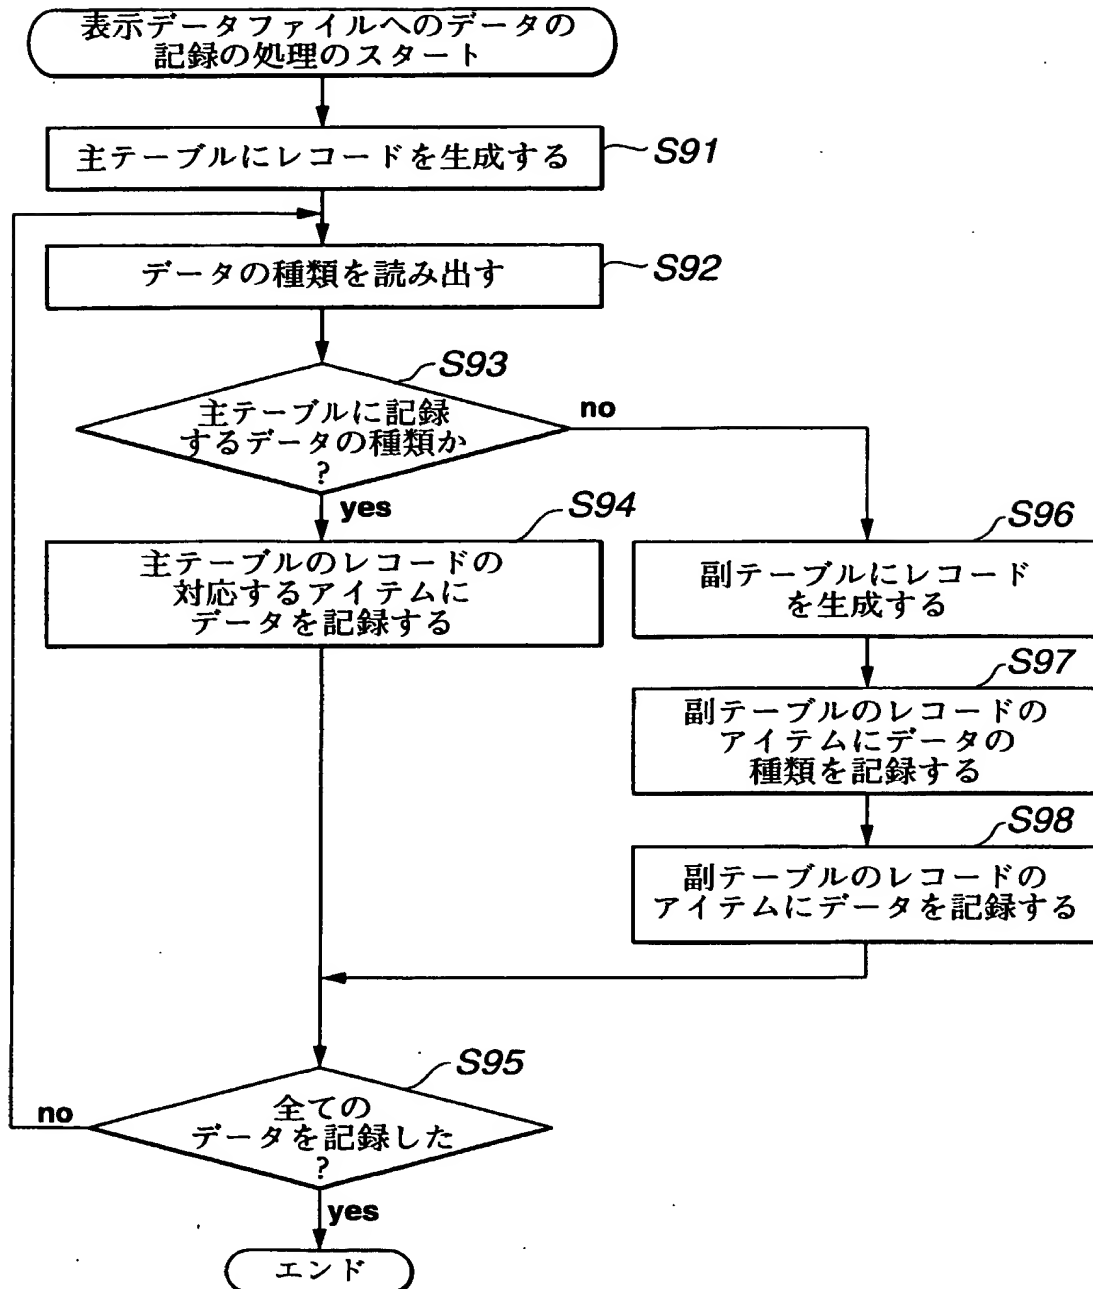 表示データファイルへのデータの
記録の処理のスタート
主テーブルにレコードを生成する
S91
データの種類を読み出す
S92
S93
主テーブルに記録
するデータの種類か
?
no
yes
S94
主テーブルのレコードの
対応するアイテムに
データを記録する
S96
副テーブルにレコード
を生成する
S97
副テーブルのレコードの
アイテムにデータの
種類を記録する
S98
副テーブルのレコードの
アイテムにデータを記録する
S95
全ての
データを記録した
?
no
yes
エンド